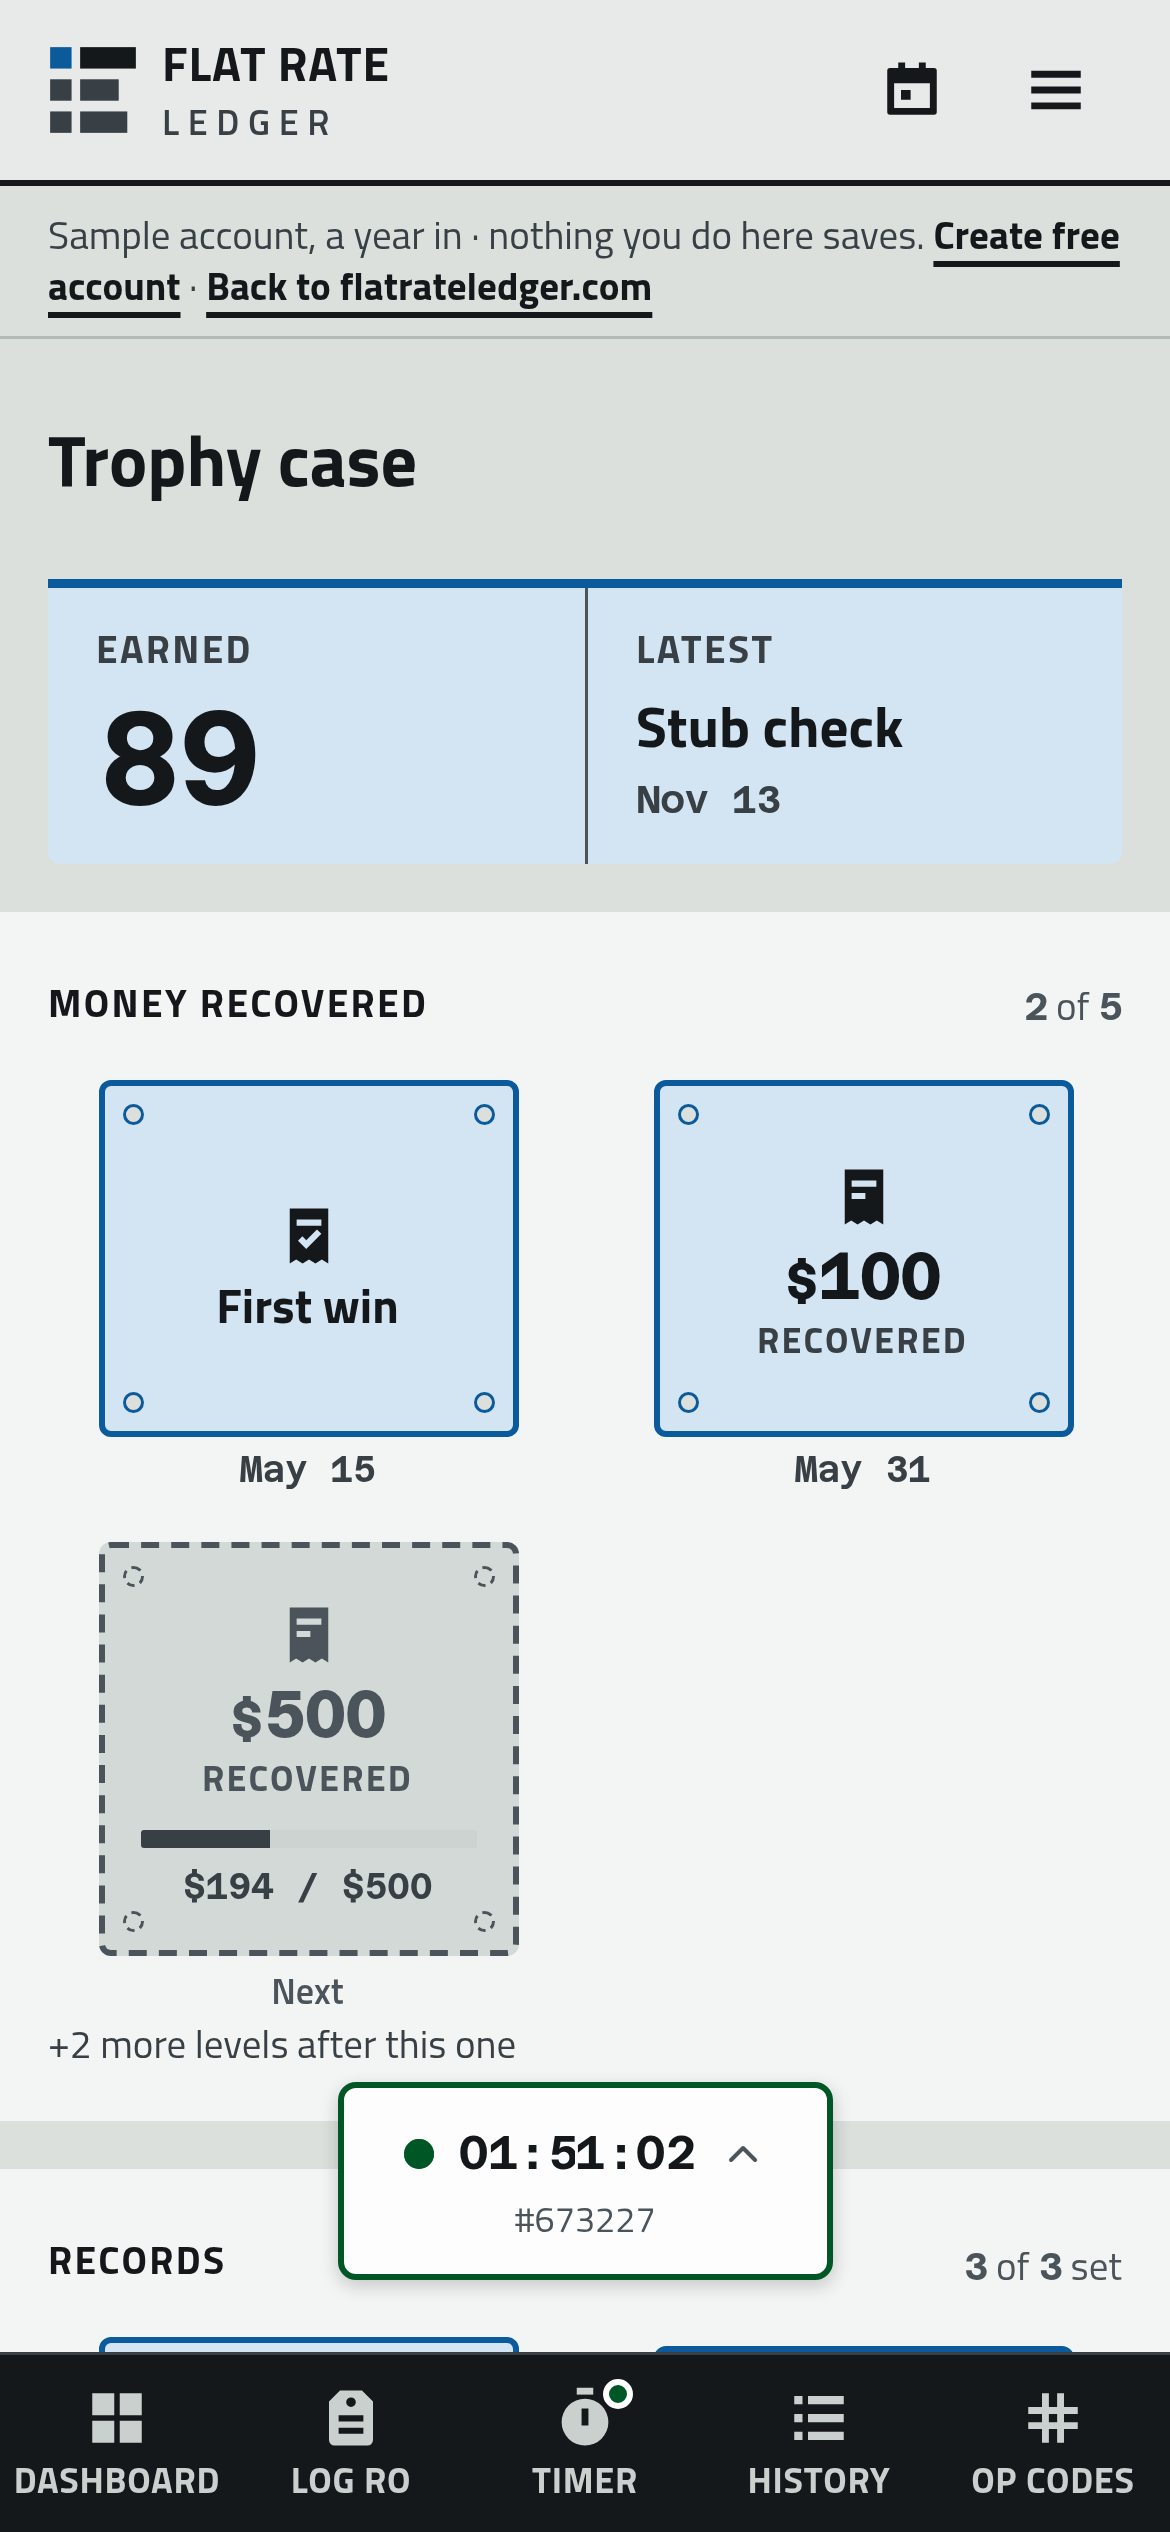 FLAT RATE
LEDGER
Sample account, a year in · nothing you do here saves. Create free
account · Back to flatrateledger.com
Trophy case
EARNED
89
LATEST
Stub check
Nov 13
MONEY RECOVERED
2 of 5
First win
May 15
$100
RECOVERED
May 31
$500
RECOVERED
$194 / $500
Next
+2 more levels after this one
01:51:02
#673227
RECORDS
3 of 3 set
DASHBOARD
LOG RO
TIMER
HISTORY
OP CODES